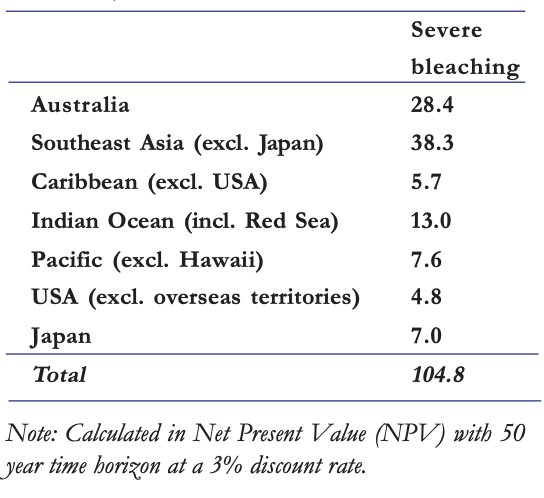 Severe
bleaching
Australia 28.4
Southeast Asia (excl. Japan) 38.3
Caribbean (excl. USA) 5.7
Indian Ocean (incl. Red Sea) 13.0
Pacific (excl. Hawaii) 7.6
USA (excl. overseas territories) 4.8
Japan 7.0
Total 104.8
Note: Calculated in Net Present Value (NPV) with 50
year time horizon at a 3% discount rate.